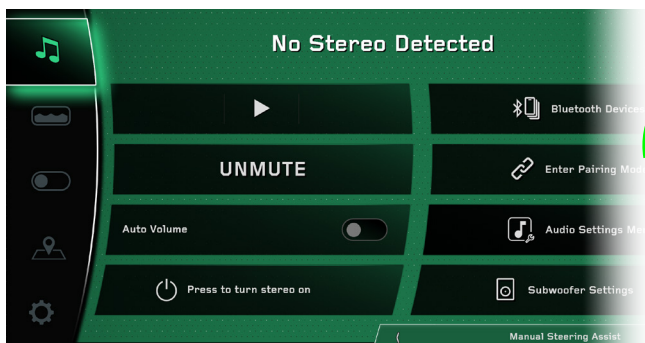 No Stereo Detected
Bluetooth Devices
UNMUTE
Enter Pairing Mode
Auto Volume
Audio Settings
Press to turn stereo on
Subwoofer Settings
Manual Steering Assist